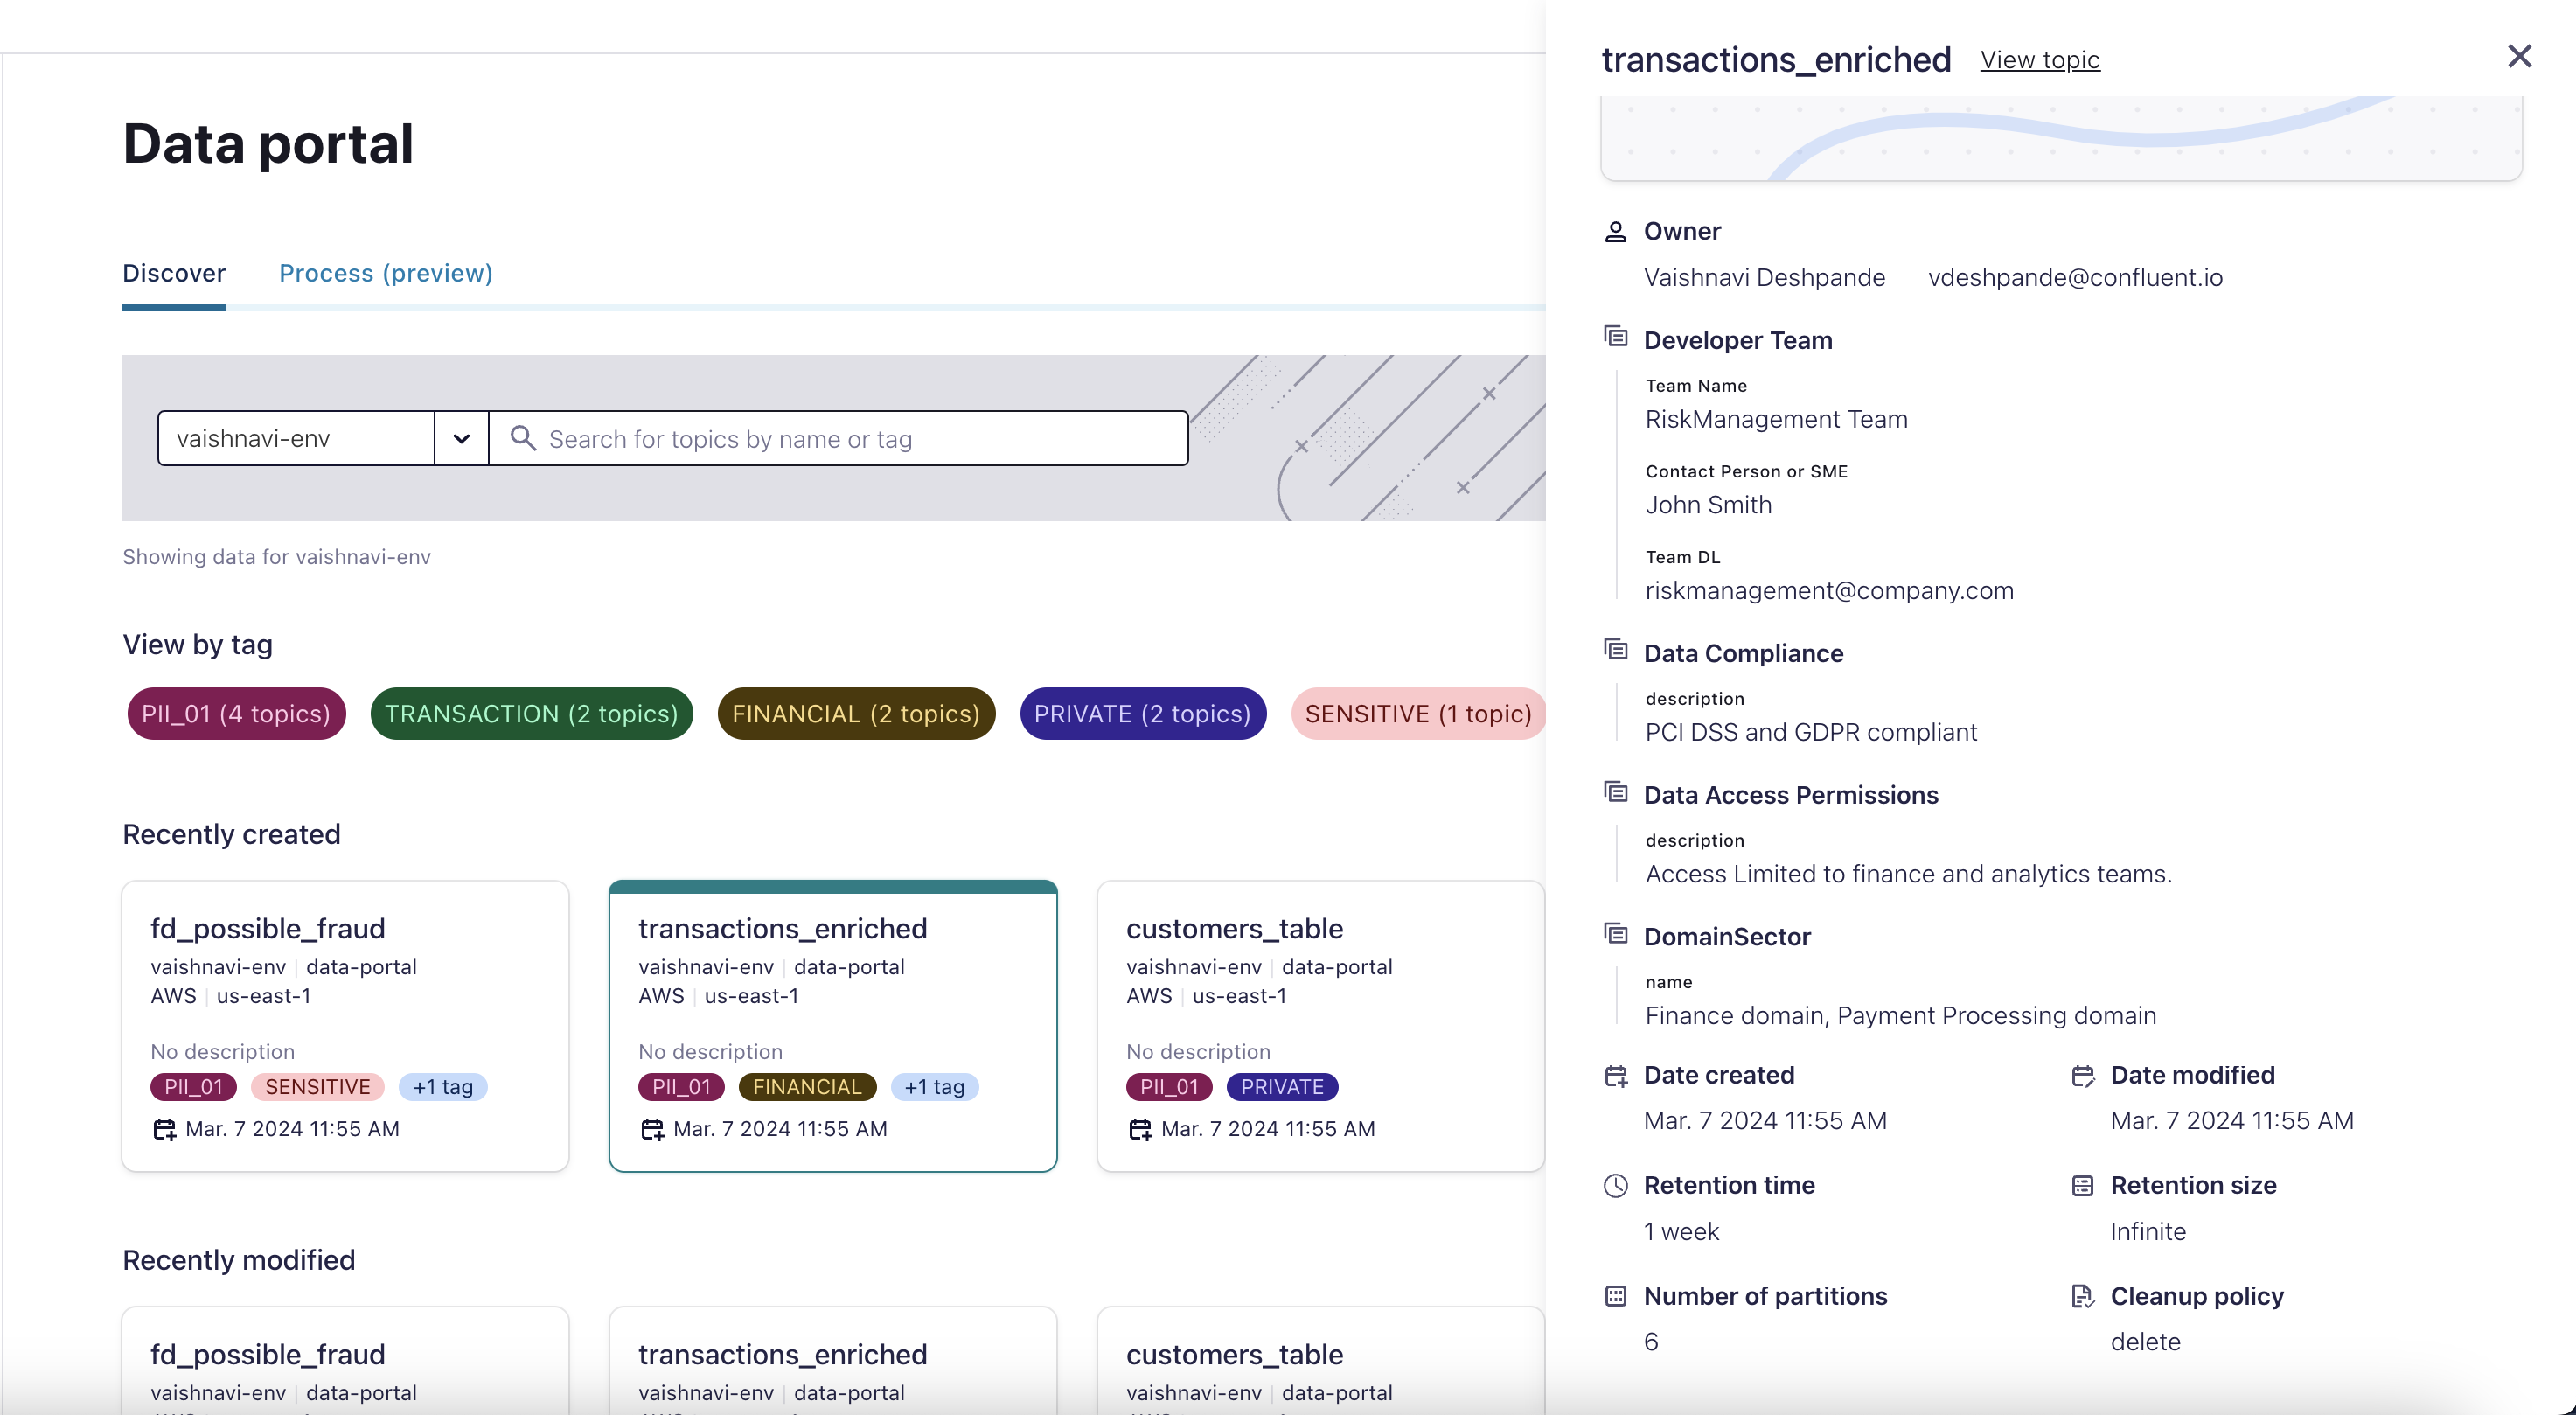 Data portal
Discover
Process (preview)
vaishnavi-env
Search for topics by name or tag
Showing data for vaishnavi-env
View by tag
PII_01 (4 topics)
TRANSACTION (2 topics)
FINANCIAL (2 topics)
PRIVATE (2 topics)
SENSITIVE (1 topic)
Recently created
fd_possible_fraud
vaishnavi-env | data-portal
AWS | us-east-1
No description
PII_01 SENSITIVE +1 tag
Mar. 7 2024 11:55 AM
transactions_enriched
vaishnavi-env | data-portal
AWS | us-east-1
No description
PII_01 FINANCIAL +1 tag
Mar. 7 2024 11:55 AM
customers_table
vaishnavi-env | data-portal
AWS | us-east-1
No description
PII_01 PRIVATE
Mar. 7 2024 11:55 AM
Recently modified
fd_possible_fraud
vaishnavi-env | data-portal
transactions_enriched
vaishnavi-env | data-portal
customers_table
vaishnavi-env | data-portal
transactions_enriched View topic
Owner
Vaishnavi Deshpande vdeshpande@confluent.io
Developer Team
Team Name
RiskManagement Team
Contact Person or SME
John Smith
Team DL
riskmanagement@company.com
Data Compliance
description
PCI DSS and GDPR compliant
Data Access Permissions
description
Access Limited to finance and analytics teams.
DomainSector
name
Finance domain, Payment Processing domain
Date created
Mar. 7 2024 11:55 AM
Date modified
Mar. 7 2024 11:55 AM
Retention time
1 week
Retention size
Infinite
Number of partitions
6
Cleanup policy
delete